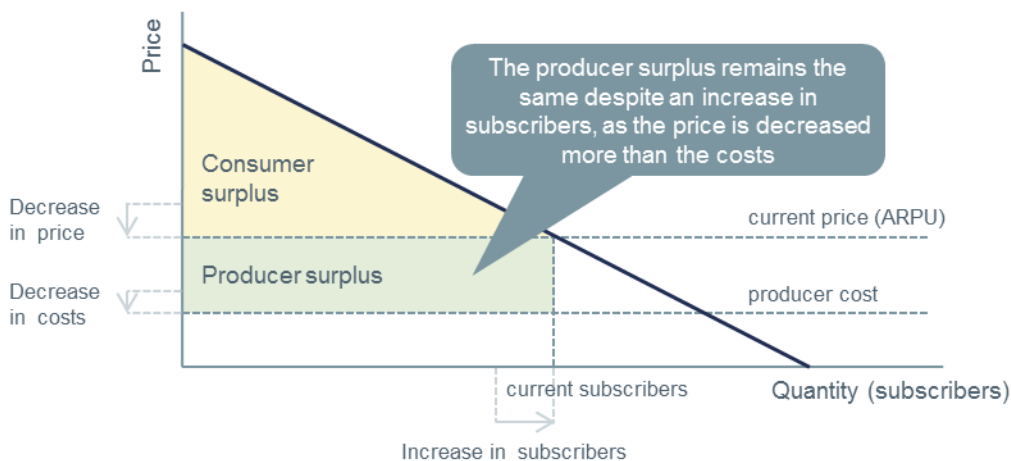 Price
The producer surplus remains the
same despite an increase in
subscribers, as the price is decreased
more than the costs
Consumer
surplus
Decrease
in price
current price (ARPU)
Producer surplus
Decrease
in costs
producer cost
current subscribers
Quantity (subscribers)
Increase in subscribers